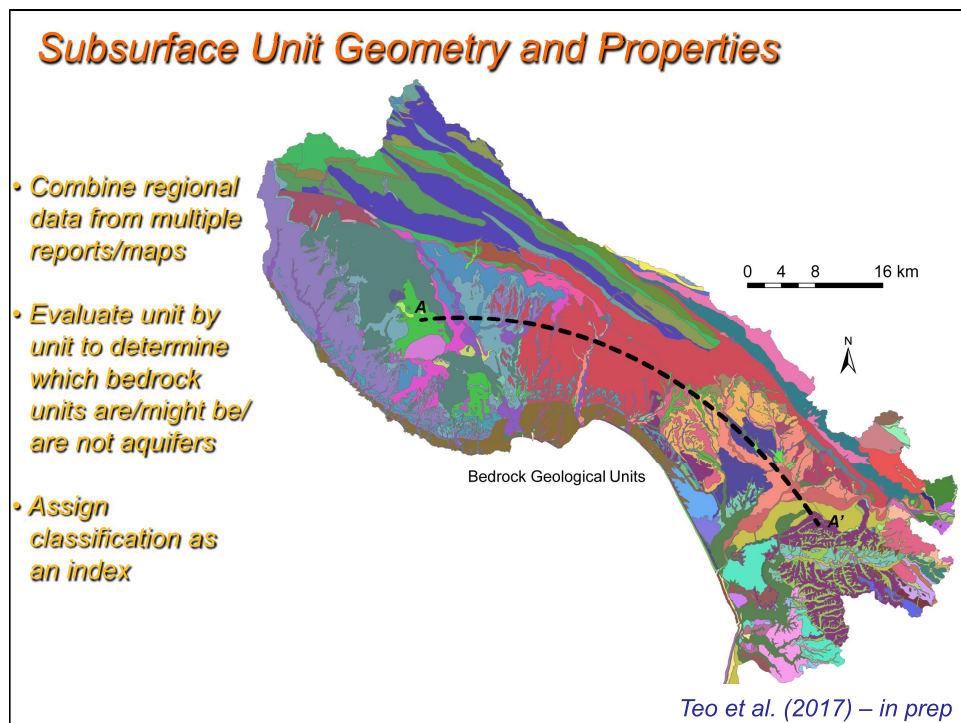 Subsurface Unit Geometry and Properties
• Combine regional
data from multiple
reports/maps
• Evaluate unit by
unit to determine
which bedrock
units are/might be/
are not aquifers
• Assign
classification as
an index
0 4 8 16 km
N
A
A'
Bedrock Geological Units
Teo et al. (2017) – in prep